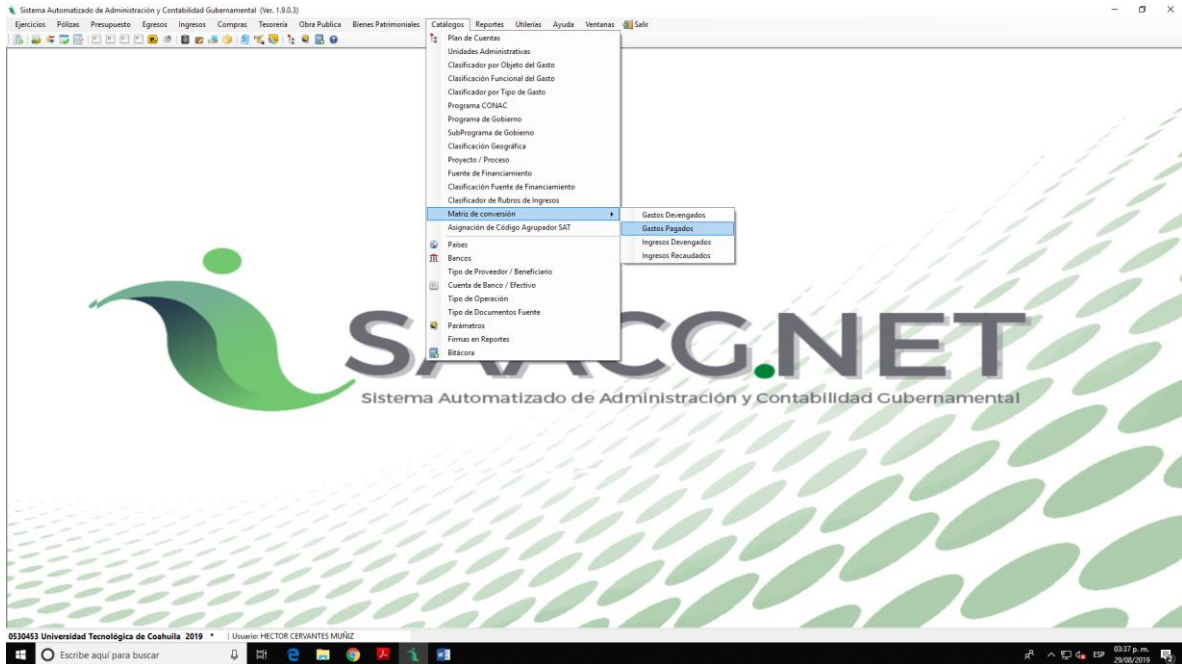 Sistema Automatizado de Administración y Contabilidad Gubernamental (Ver. 1.9.0.3)
Ejercicios Pólizas Presupuesto Egresos Ingresos Compras Tesorería Obra Publica Bienes Patrimoniales Catálogos Reportes Utilerías Ayuda Ventanas Salir
Plan de Cuentas
Unidades Administrativas
Clasificador por Objeto del Gasto
Clasificación Funcional del Gasto
Clasificador por Tipo de Gasto
Programa CONAC
Programa de Gobierno
SubPrograma de Gobierno
Clasificación Geográfica
Proyecto / Proceso
Fuente de Financiamiento
Clasificación Fuente de Financiamiento
Clasificador de Rubros de Ingresos
Matriz de conversión
Asignación de Código Agrupador SAT
Países
Bancos
Tipo de Proveedor / Beneficiario
Cuenta de Banco / Efectivo
Tipo de Operación
Tipo de Documentos Fuente
Parámetros
Firmas en Reportes
Bitácora
Gastos Devengados
Gastos Pagados
Ingresos Devengados
Ingresos Recaudados
SAACG.NET
Sistema Automatizado de Administración y Contabilidad Gubernamental
0530453 Universidad Tecnológica de Coahuila 2019 * | Usuario: HECTOR CERVANTES MUÑIZ
Escribe aquí para buscar
ESP
03:37 p. m.
29/08/2019